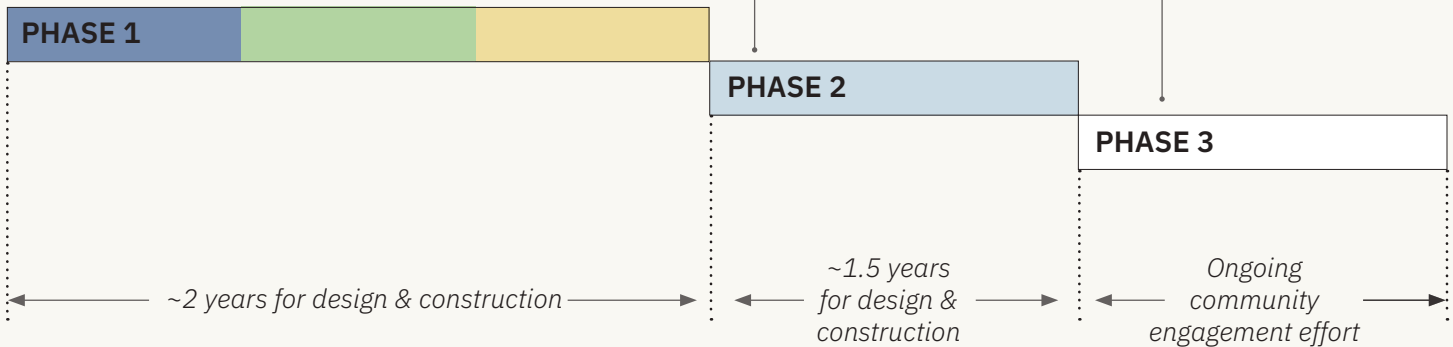 PHASE 1
PHASE 2
PHASE 3
~2 years for design & construction
~1.5 years
for design &
construction
Ongoing
community
engagement effort